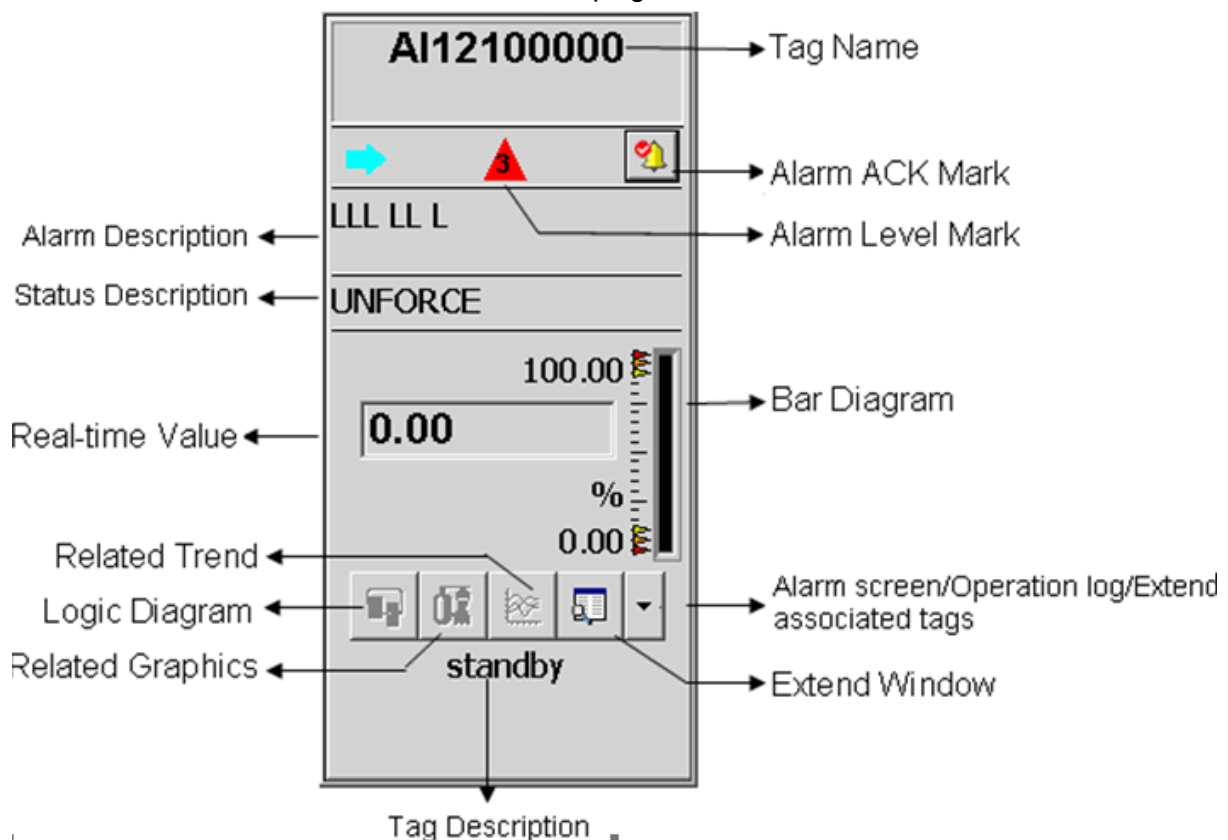 AI12100000
Tag Name
3
Alarm ACK Mark
LLL LL L
Alarm Description
Alarm Level Mark
Status Description
UNFORCE
100.00
Bar Diagram
0.00
Real-time Value
%
0.00
Related Trend
Logic Diagram
Alarm screen/Operation log/Extend
associated tags
Related Graphics
standby
Extend Window
Tag Description